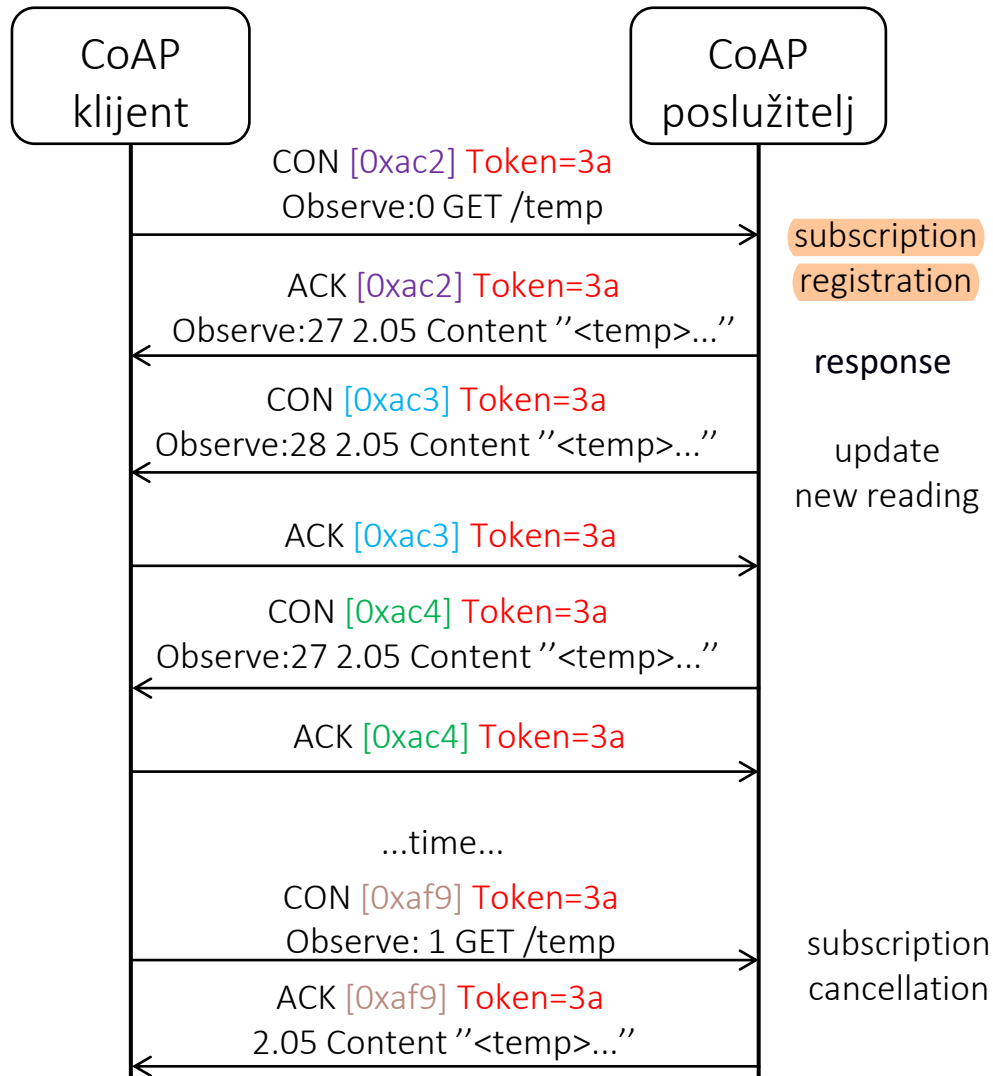 CoAP
klijent
CoAP
poslužitelj
CON [0xac2] Token=3a
Observe:0 GET /temp
subscription
registration
ACK [0xac2] Token=3a
Observe:27 2.05 Content ’’<temp>...’’
response
CON [0xac3] Token=3a
Observe:28 2.05 Content ’’<temp>...’’
update
new reading
ACK [0xac3] Token=3a
CON [0xac4] Token=3a
Observe:27 2.05 Content ’’<temp>...’’
ACK [0xac4] Token=3a
...time...
CON [0xaf9] Token=3a
Observe: 1 GET /temp
subscription
cancellation
ACK [0xaf9] Token=3a
2.05 Content ’’<temp>...’’